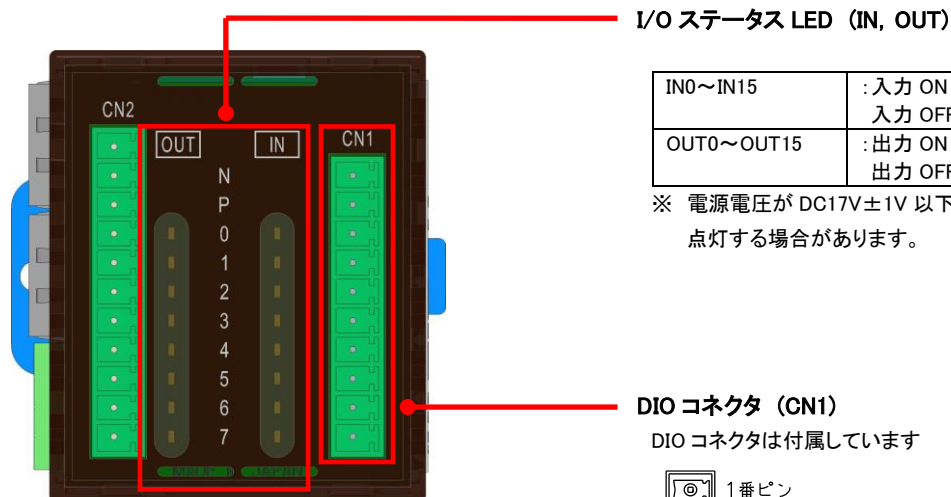 I/O ステータス LED (IN, OUT)
IN0～IN15 :入力 ON
入力 OFF
OUT0～OUT15 :出力 ON
出力 OFF
※ 電源電圧が DC17V±1V 以下
点灯する場合があります。
CN2
OUT IN CN1
N
P
0
1
2
3
4
5
6
7
DIO コネクタ (CN1)
DIO コネクタは付属しています
1番ピン